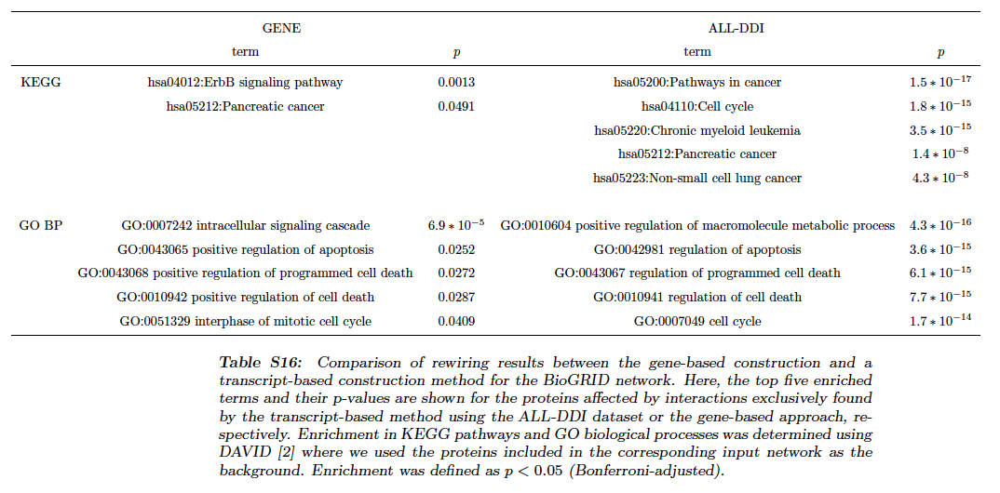 GENE ALL-DDI
term p term p
KEGG hsa04012:ErbB signaling pathway 0.0013 hsa05200:Pathways in cancer 1.5 ∗ 10⁻¹⁷
hsa05212:Pancreatic cancer 0.0491 hsa04110:Cell cycle 1.8 ∗ 10⁻¹⁵
hsa05220:Chronic myeloid leukemia 3.5 ∗ 10⁻¹⁵
hsa05212:Pancreatic cancer 1.4 ∗ 10⁻⁸
hsa05223:Non-small cell lung cancer 4.3 ∗ 10⁻⁸
GO BP GO:0007242 intracellular signaling cascade 6.9 ∗ 10⁻⁵ GO:0010604 positive regulation of macromolecule metabolic process 4.3 ∗ 10⁻¹⁶
GO:0043065 positive regulation of apoptosis 0.0252 GO:0042981 regulation of apoptosis 3.6 ∗ 10⁻¹⁵
GO:0043068 positive regulation of programmed cell death 0.0272 GO:0043067 regulation of programmed cell death 6.1 ∗ 10⁻¹⁵
GO:0010942 positive regulation of cell death 0.0287 GO:0010941 regulation of cell death 7.7 ∗ 10⁻¹⁵
GO:0051329 interphase of mitotic cell cycle 0.0409 GO:0007049 cell cycle 1.7 ∗ 10⁻¹⁴
Table S16: Comparison of rewiring results between the gene-based construction and a
transcript-based construction method for the BioGRID network. Here, the top five enriched
terms and their p-values are shown for the proteins affected by interactions exclusively found
by the transcript-based method using the ALL-DDI dataset or the gene-based approach, re-
spectively. Enrichment in KEGG pathways and GO biological processes was determined using
DAVID [2] where we used the proteins included in the corresponding input network as the
background. Enrichment was defined as p < 0.05 (Bonferroni-adjusted).